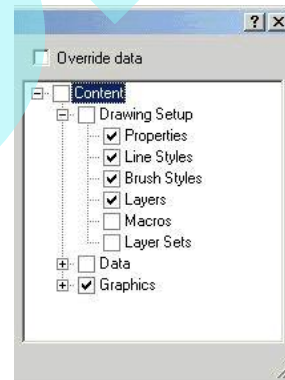 Override data
Content
Drawing Setup
Properties
Line Styles
Brush Styles
Layers
Macros
Layer Sets
Data
Graphics